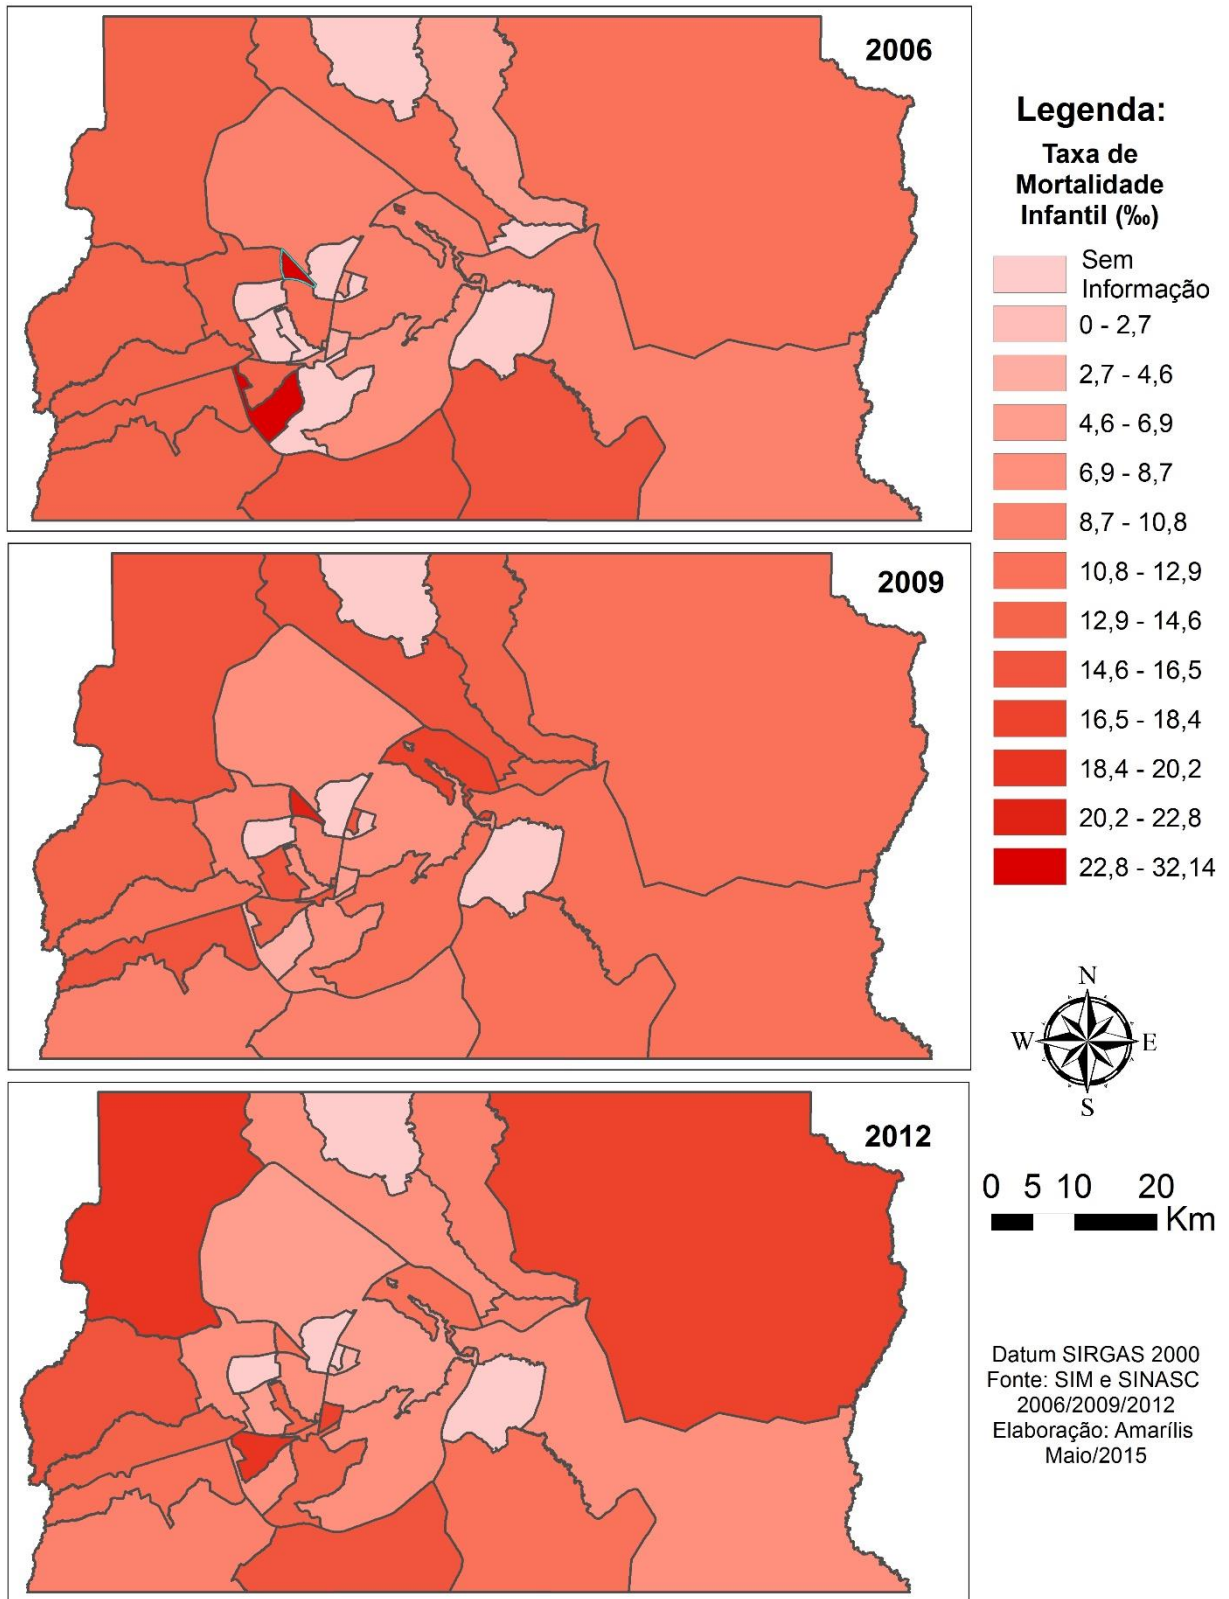 2006
2009
2012
Legenda:
Taxa de
Mortalidade
Infantil (‰)
Sem
Informação
0 - 2,7
2,7 - 4,6
4,6 - 6,9
6,9 - 8,7
8,7 - 10,8
10,8 - 12,9
12,9 - 14,6
14,6 - 16,5
16,5 - 18,4
18,4 - 20,2
20,2 - 22,8
22,8 - 32,14
N
W E
S
0 5 10 20
Km
Datum SIRGAS 2000
Fonte: SIM e SINASC
2006/2009/2012
Elaboração: Amarílis
Maio/2015